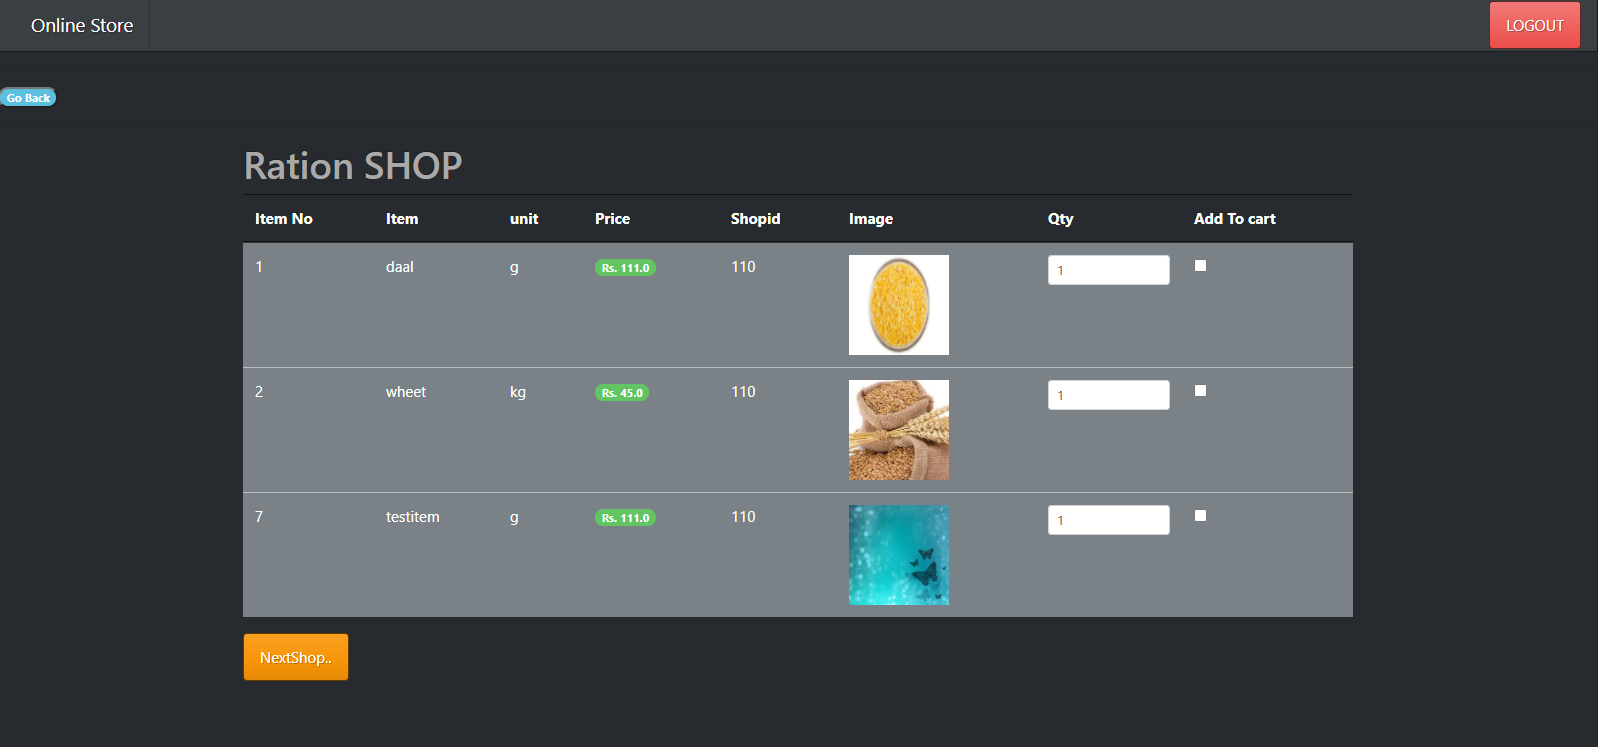 Online Store LOGOUT
Go Back
Ration SHOP
Item No Item unit Price Shopid Image Qty Add To cart
1 daal g Rs. 111.0 110 1
2 wheet kg Rs. 45.0 110 1
7 testitem g Rs. 111.0 110 1
NextShop..